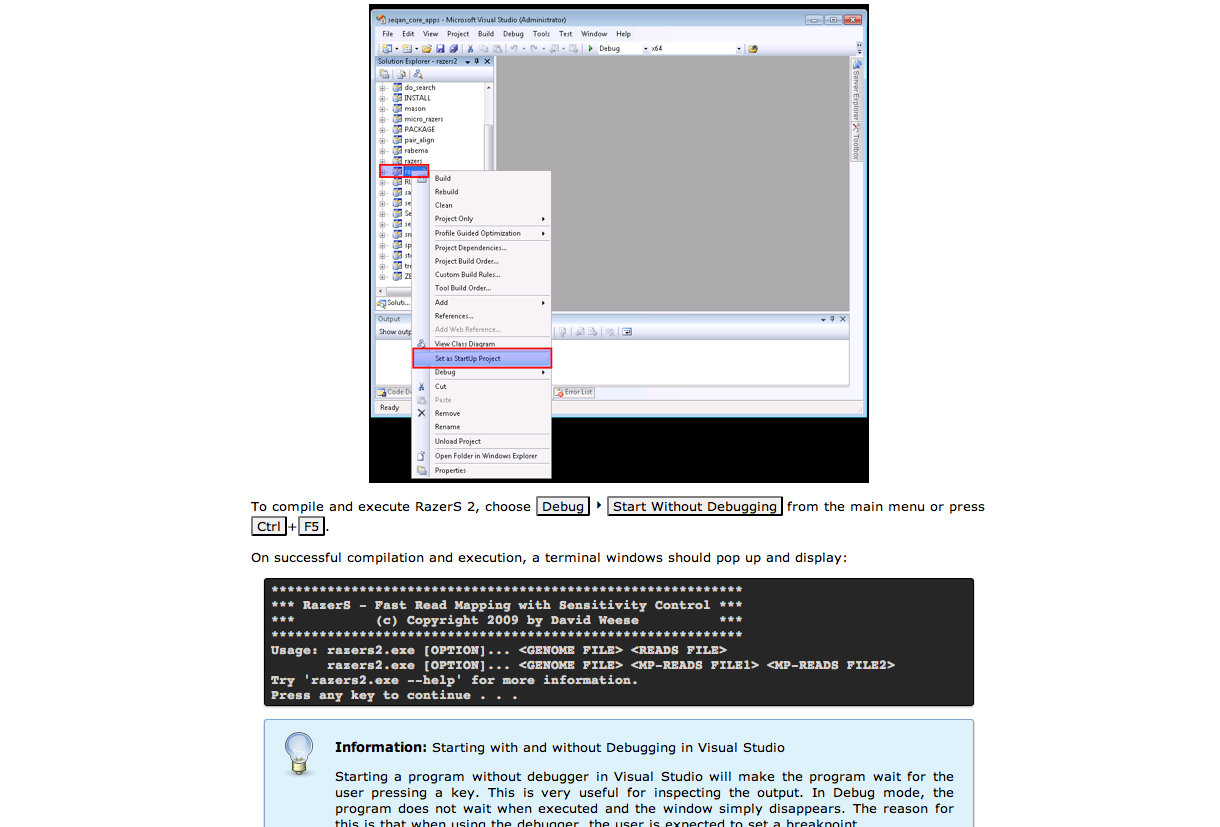 seqan_core_apps - Microsoft Visual Studio (Administrator)
File Edit View Project Build Debug Tools Test Window Help
Debug x64
Solution Explorer - razers2
do_search
INSTALL
mason
micro_razers
PACKAGE
pair_align
rabema
razers
Server Explorer
Toolbox
Build
Rebuild
Clean
Project Only
Profile Guided Optimization
Project Dependencies...
Project Build Order...
Custom Build Rules...
Tool Build Order...
Add
References...
Add Web Reference...
View Class Diagram
Set as StartUp Project
Debug
Cut
Paste
Remove
Rename
Unload Project
Open Folder in Windows Explorer
Properties
Soluti...
Output
Show outp
Code D
Error List
Ready
To compile and execute RazerS 2, choose Debug ‣ Start Without Debugging from the main menu or press
Ctrl+F5.
On successful compilation and execution, a terminal windows should pop up and display:
***********************************************************
*** RazerS - Fast Read Mapping with Sensitivity Control ***
*** (c) Copyright 2009 by David Weese ***
***********************************************************
Usage: razers2.exe [OPTION]... <GENOME FILE> <READS FILE>
razers2.exe [OPTION]... <GENOME FILE> <MP-READS FILE1> <MP-READS FILE2>
Try 'razers2.exe --help' for more information.
Press any key to continue . . .
Information: Starting with and without Debugging in Visual Studio
Starting a program without debugger in Visual Studio will make the program wait for the
user pressing a key. This is very useful for inspecting the output. In Debug mode, the
program does not wait when executed and the window simply disappears. The reason for
this is that when using the debugger, the user is expected to set a breakpoint.